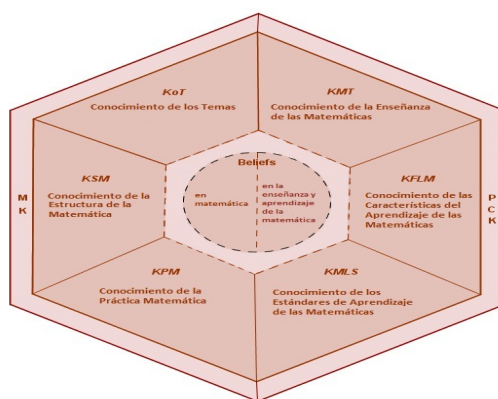 KoT
Conocimiento de los Temas
KMT
Conocimiento de la Enseñanza
de las Matemáticas
MK
KSM
Conocimiento de la
Estructura de la
Matemática
Beliefs
en
matemática
en la
enseñanza y
aprendizaje
de la
matemática
KFLM
Conocimiento de las
Características del
Aprendizaje de las
Matemáticas
PCK
KPM
Conocimiento de la
Práctica Matemática
KMLS
Conocimiento de los
Estándares de Aprendizaje
de las Matemáticas